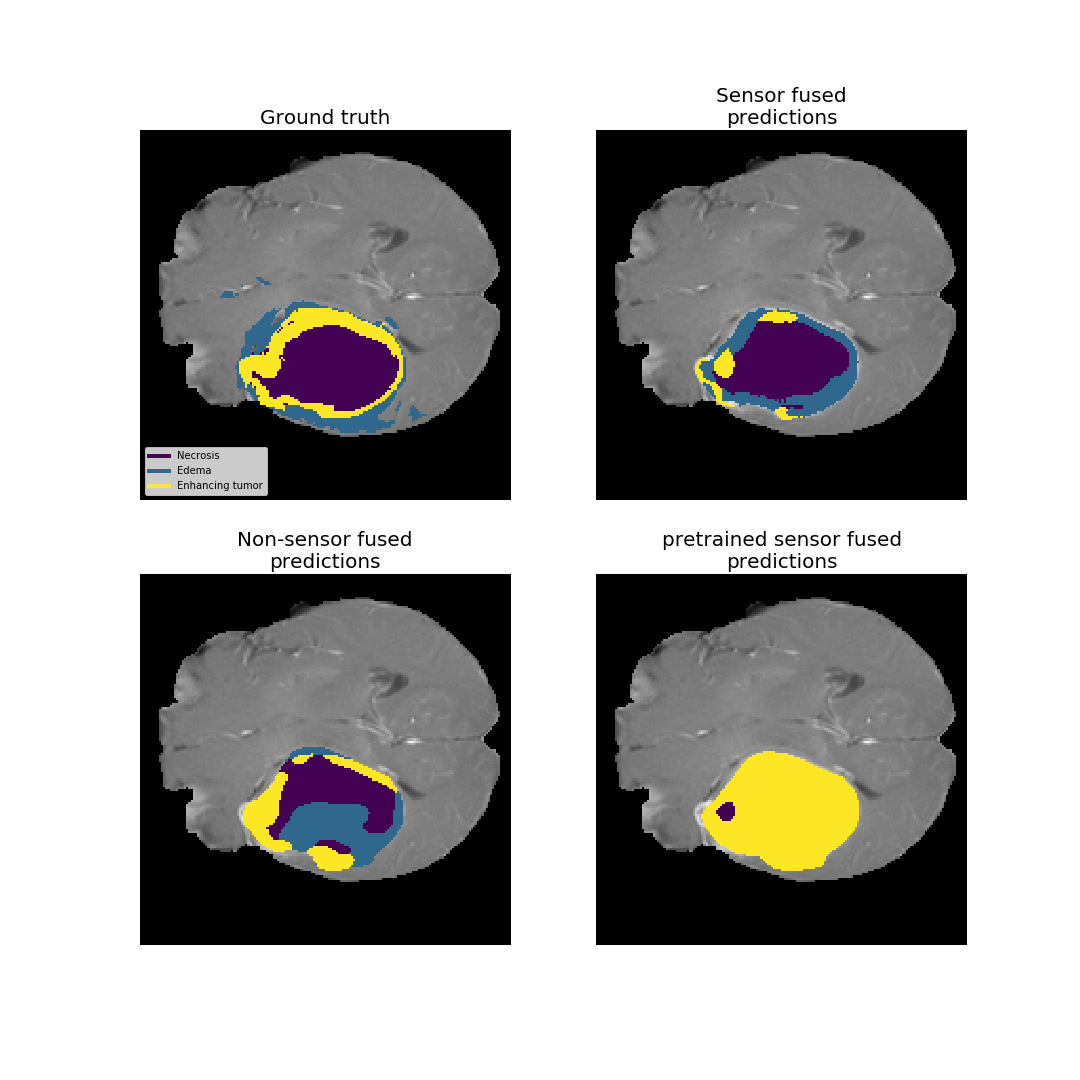 Ground truth
Sensor fused
predictions
Necrosis
Edema
Enhancing tumor
Non-sensor fused
predictions
pretrained sensor fused
predictions